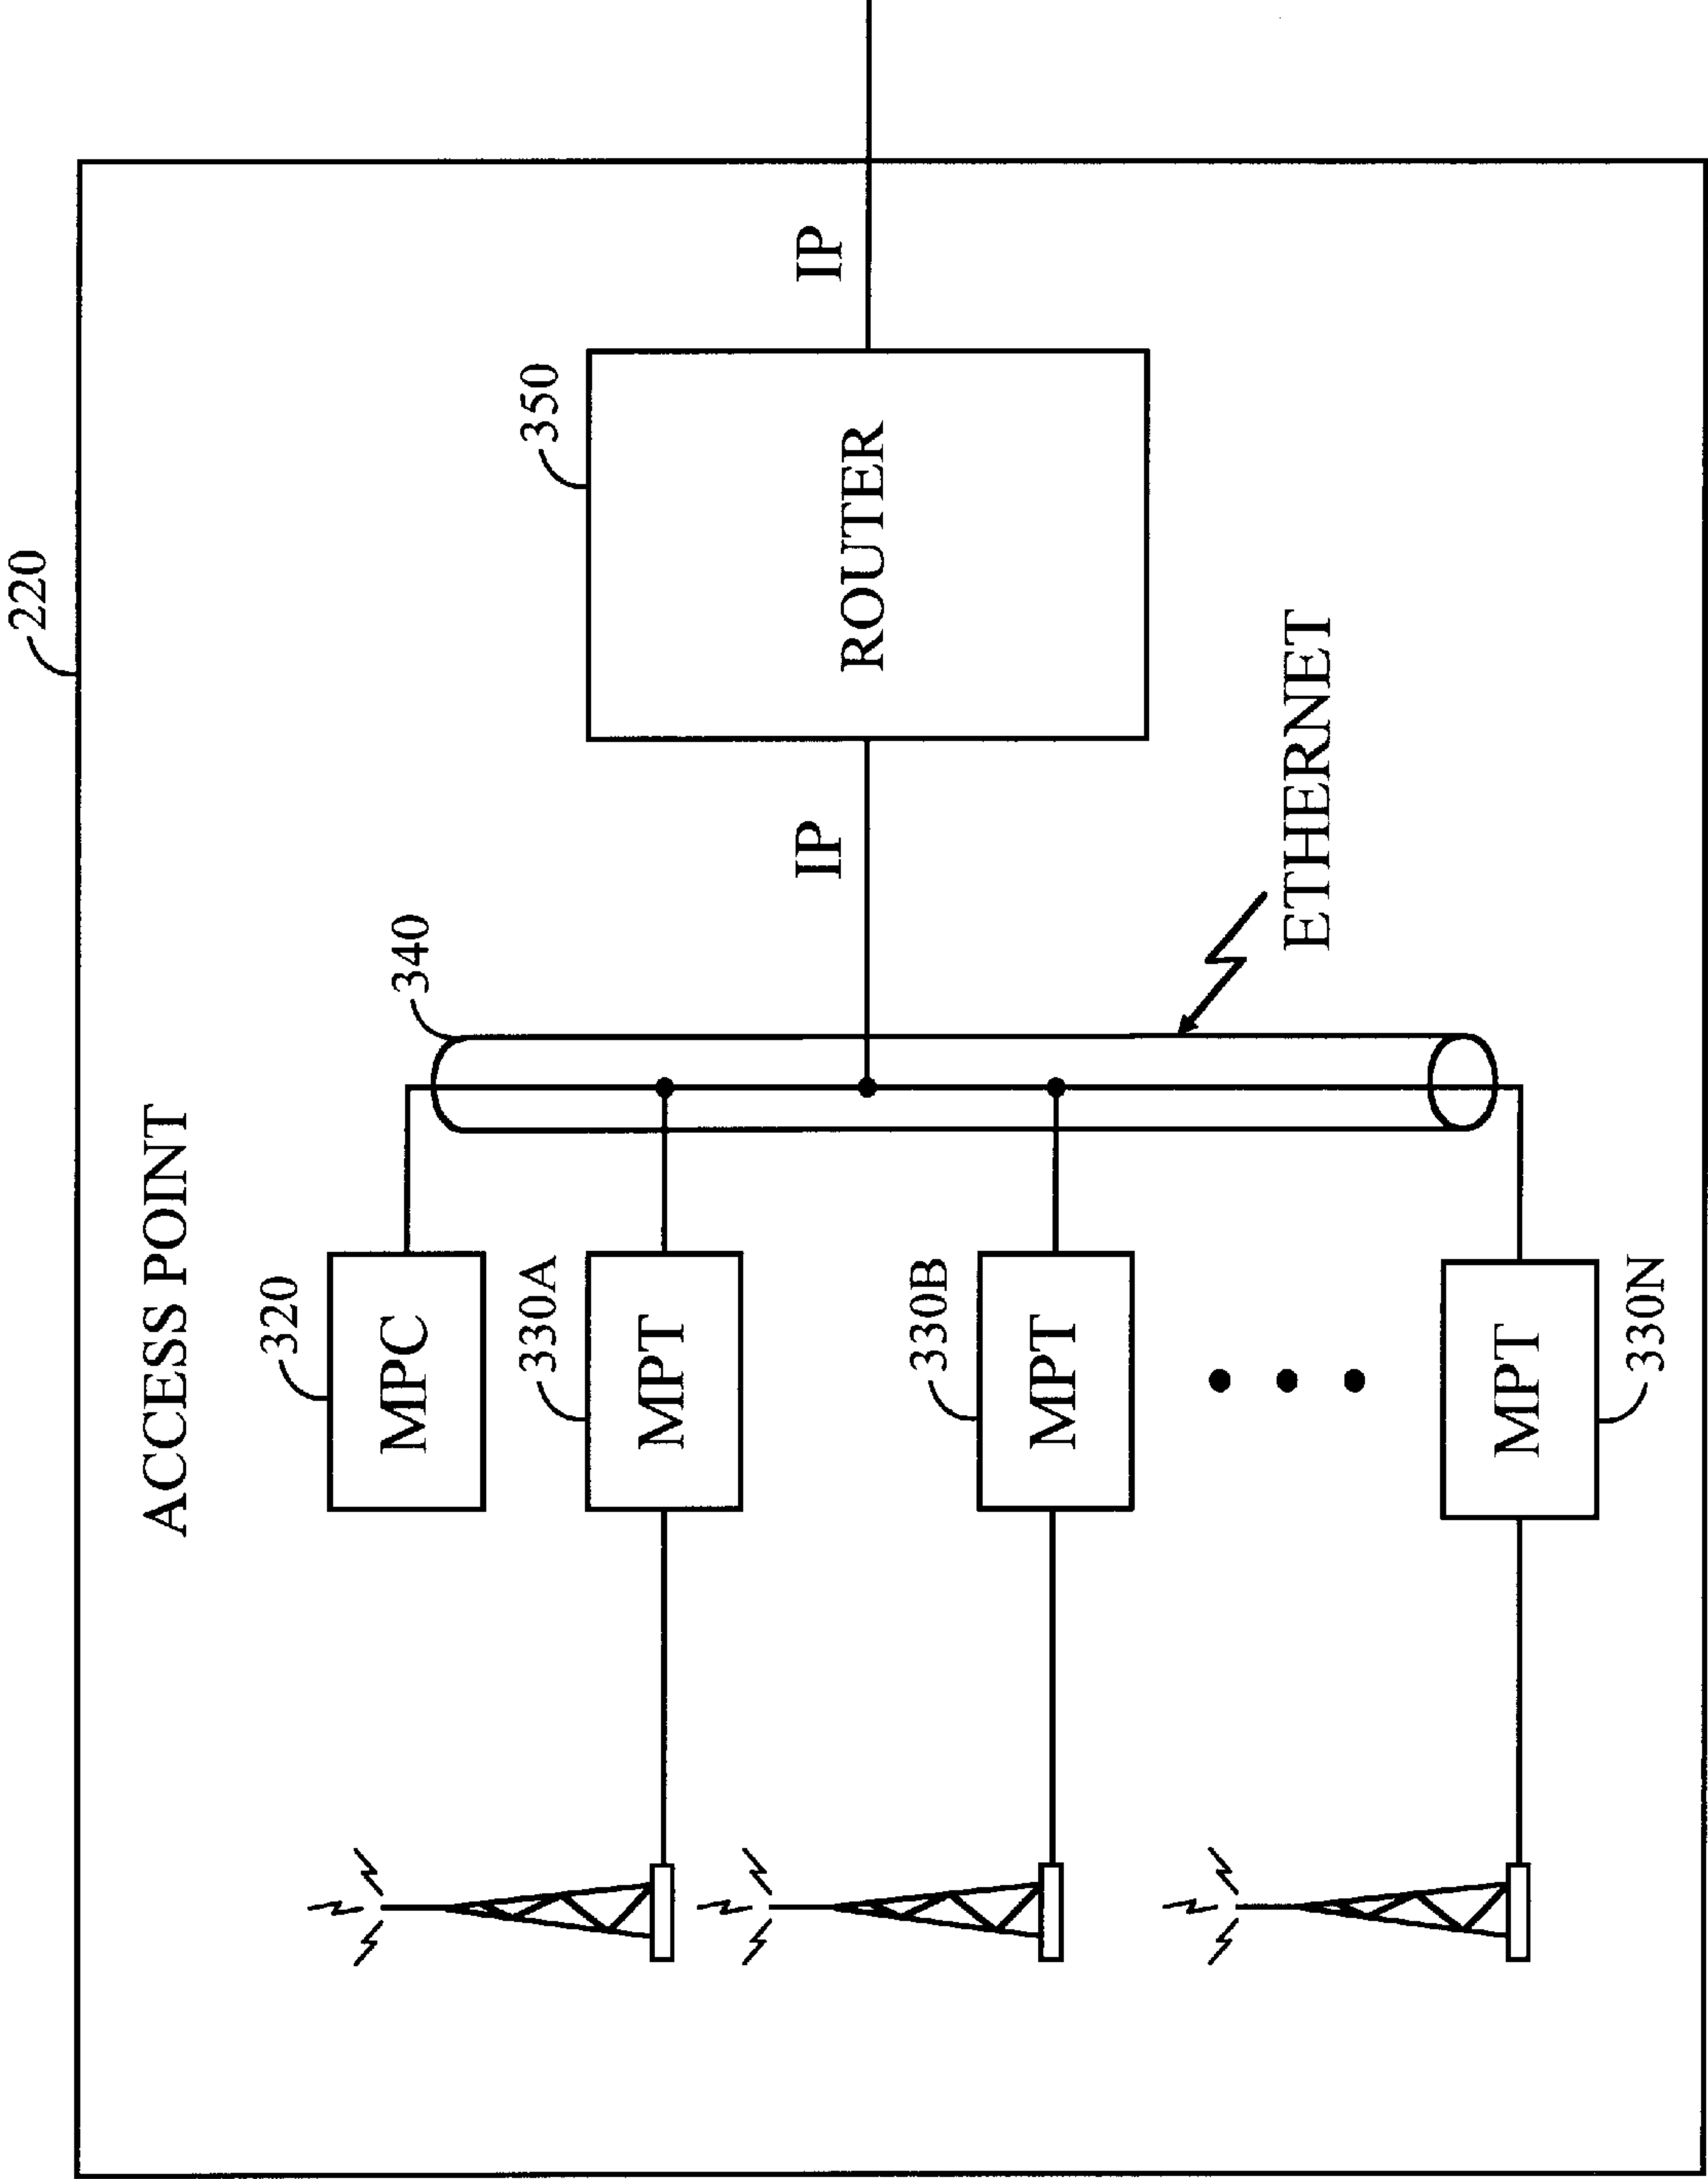 220
ACCESS POINT
320
MPC
340
330A
MPT
350
IP
ROUTER
IP
330B
MPT
ETHERNET
MPT
330N